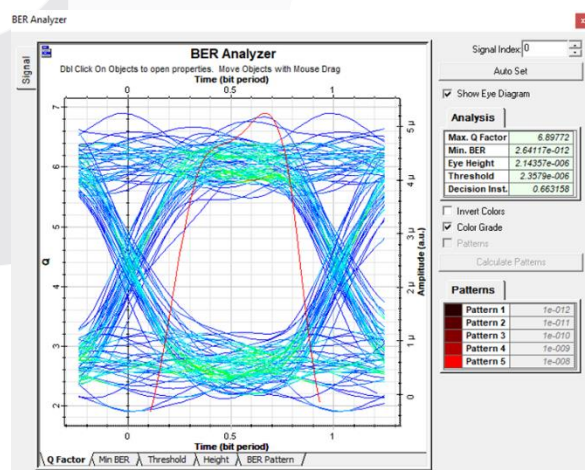 BER Analyzer
x
Signal
BER Analyzer
Dbl Click On Objects to open properties. Move Objects with Mouse Drag
Time (bit period)
0 0.5 1
7
6
5
4
3
2
Q
5 µ
4 µ
3 µ
2 µ
1 µ
0
Amplitude (a.u.)
0 0.5 1
Time (bit period)
Q Factor Min BER Threshold Height BER Pattern
Signal Index: 0
Auto Set
Show Eye Diagram
Analysis
Max. Q Factor 6.89772
Min. BER 2.64117e-012
Eye Height 2.14357e-006
Threshold 2.3579e-006
Decision Inst. 0.663158
Invert Colors
Color Grade
Patterns
Calculate Patterns
Patterns
Pattern 1 1e-012
Pattern 2 1e-011
Pattern 3 1e-010
Pattern 4 1e-009
Pattern 5 1e-008